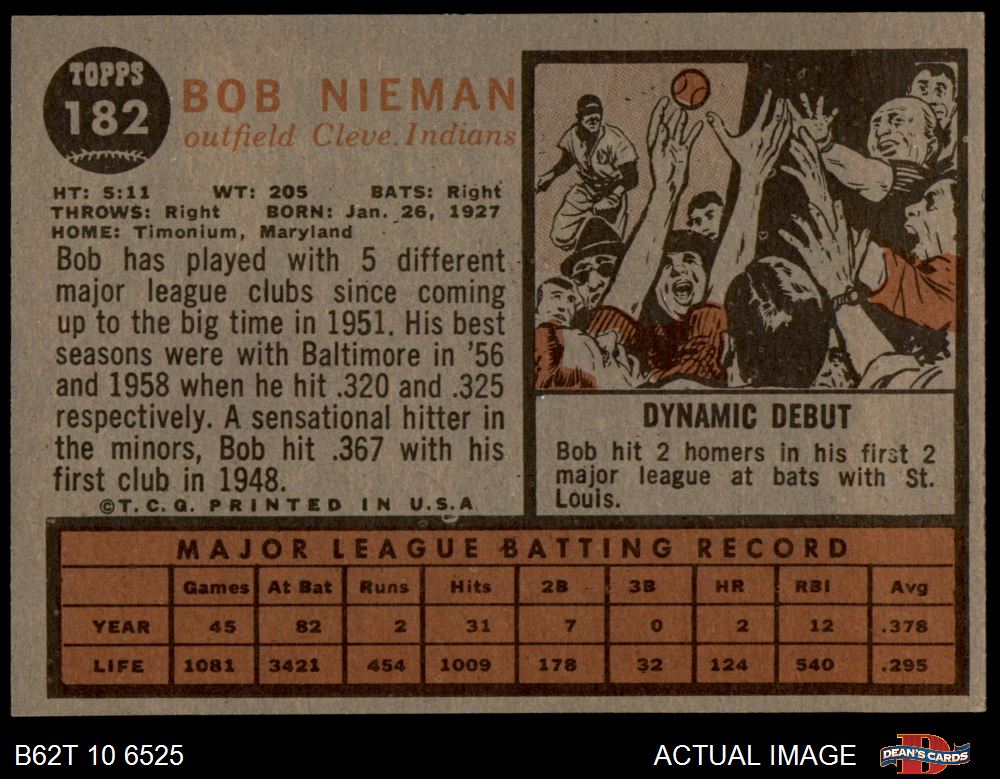 TOPPS
182
BOB NIEMAN
outfield Cleve. Indians
HT: 5:11 WT: 205 BATS: Right
THROWS: Right BORN: Jan. 26, 1927
HOME: Timonium, Maryland
Bob has played with 5 different
major league clubs since coming
up to the big time in 1951. His best
seasons were with Baltimore in '56
and 1958 when he hit .320 and .325
respectively. A sensational hitter in
the minors, Bob hit .367 with his
first club in 1948.
©T.C.G. PRINTED IN U.S.A.
DYNAMIC DEBUT
Bob hit 2 homers in his first 2
major league at bats with St.
Louis.
MAJOR LEAGUE BATTING RECORD
Games At Bat Runs Hits 2B 3B HR RBI Avg
YEAR 45 82 2 31 7 0 2 12 .378
LIFE 1081 3421 454 1009 178 32 124 540 .295
B62T 10 6525
ACTUAL IMAGE
DEAN'S CARDS